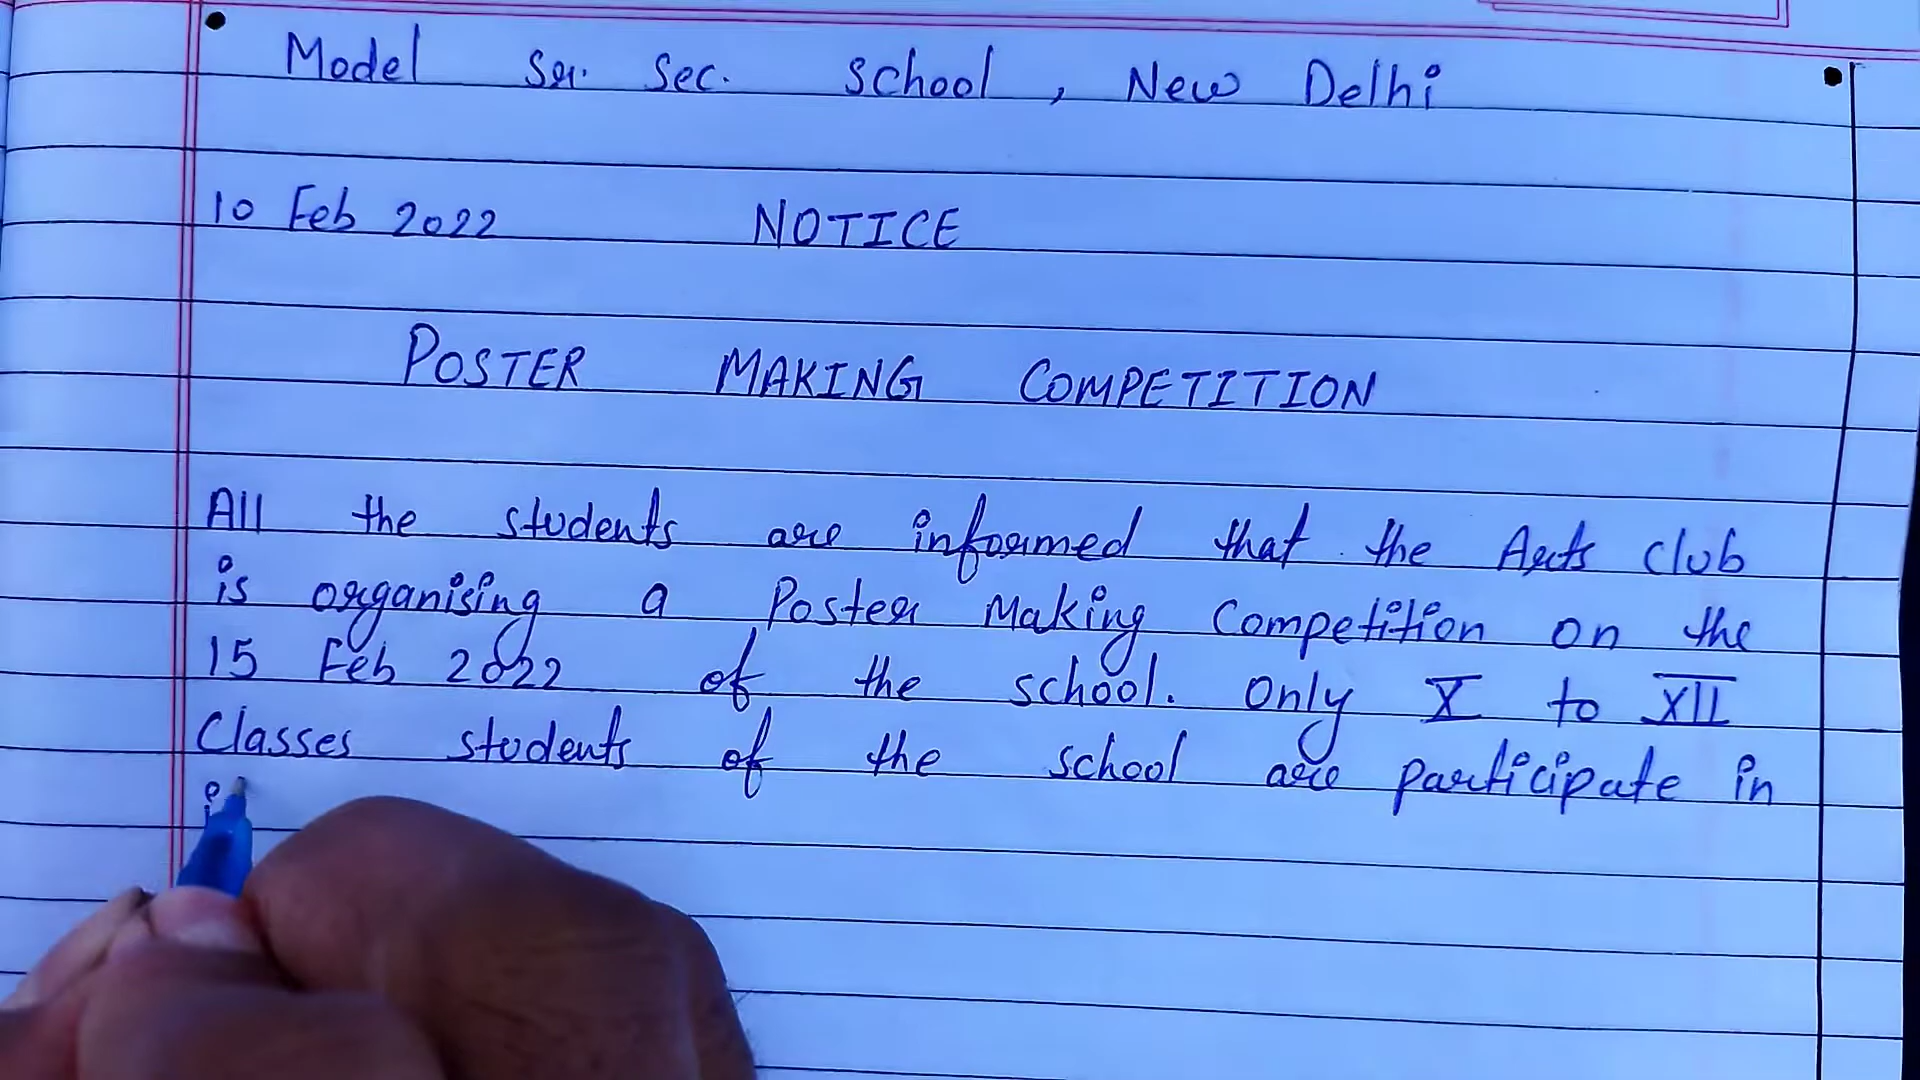 Model Sr. Sec. School, New Delhi
10 Feb 2022 NOTICE
POSTER MAKING COMPETITION
All the students are informed that the Arts club
is organising a Poster Making Competition on the
15 Feb 2022 of the school. Only X to XII
Classes students of the school are participate in
i